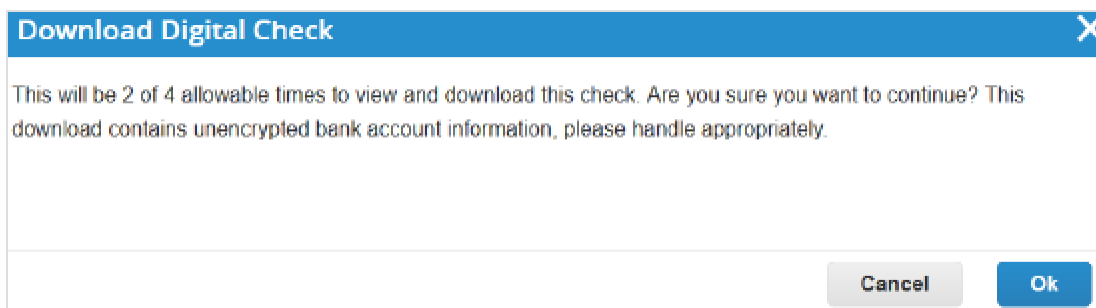 Download Digital Check
This will be 2 of 4 allowable times to view and download this check. Are you sure you want to continue? This
download contains unencrypted bank account information, please handle appropriately.
Cancel
Ok